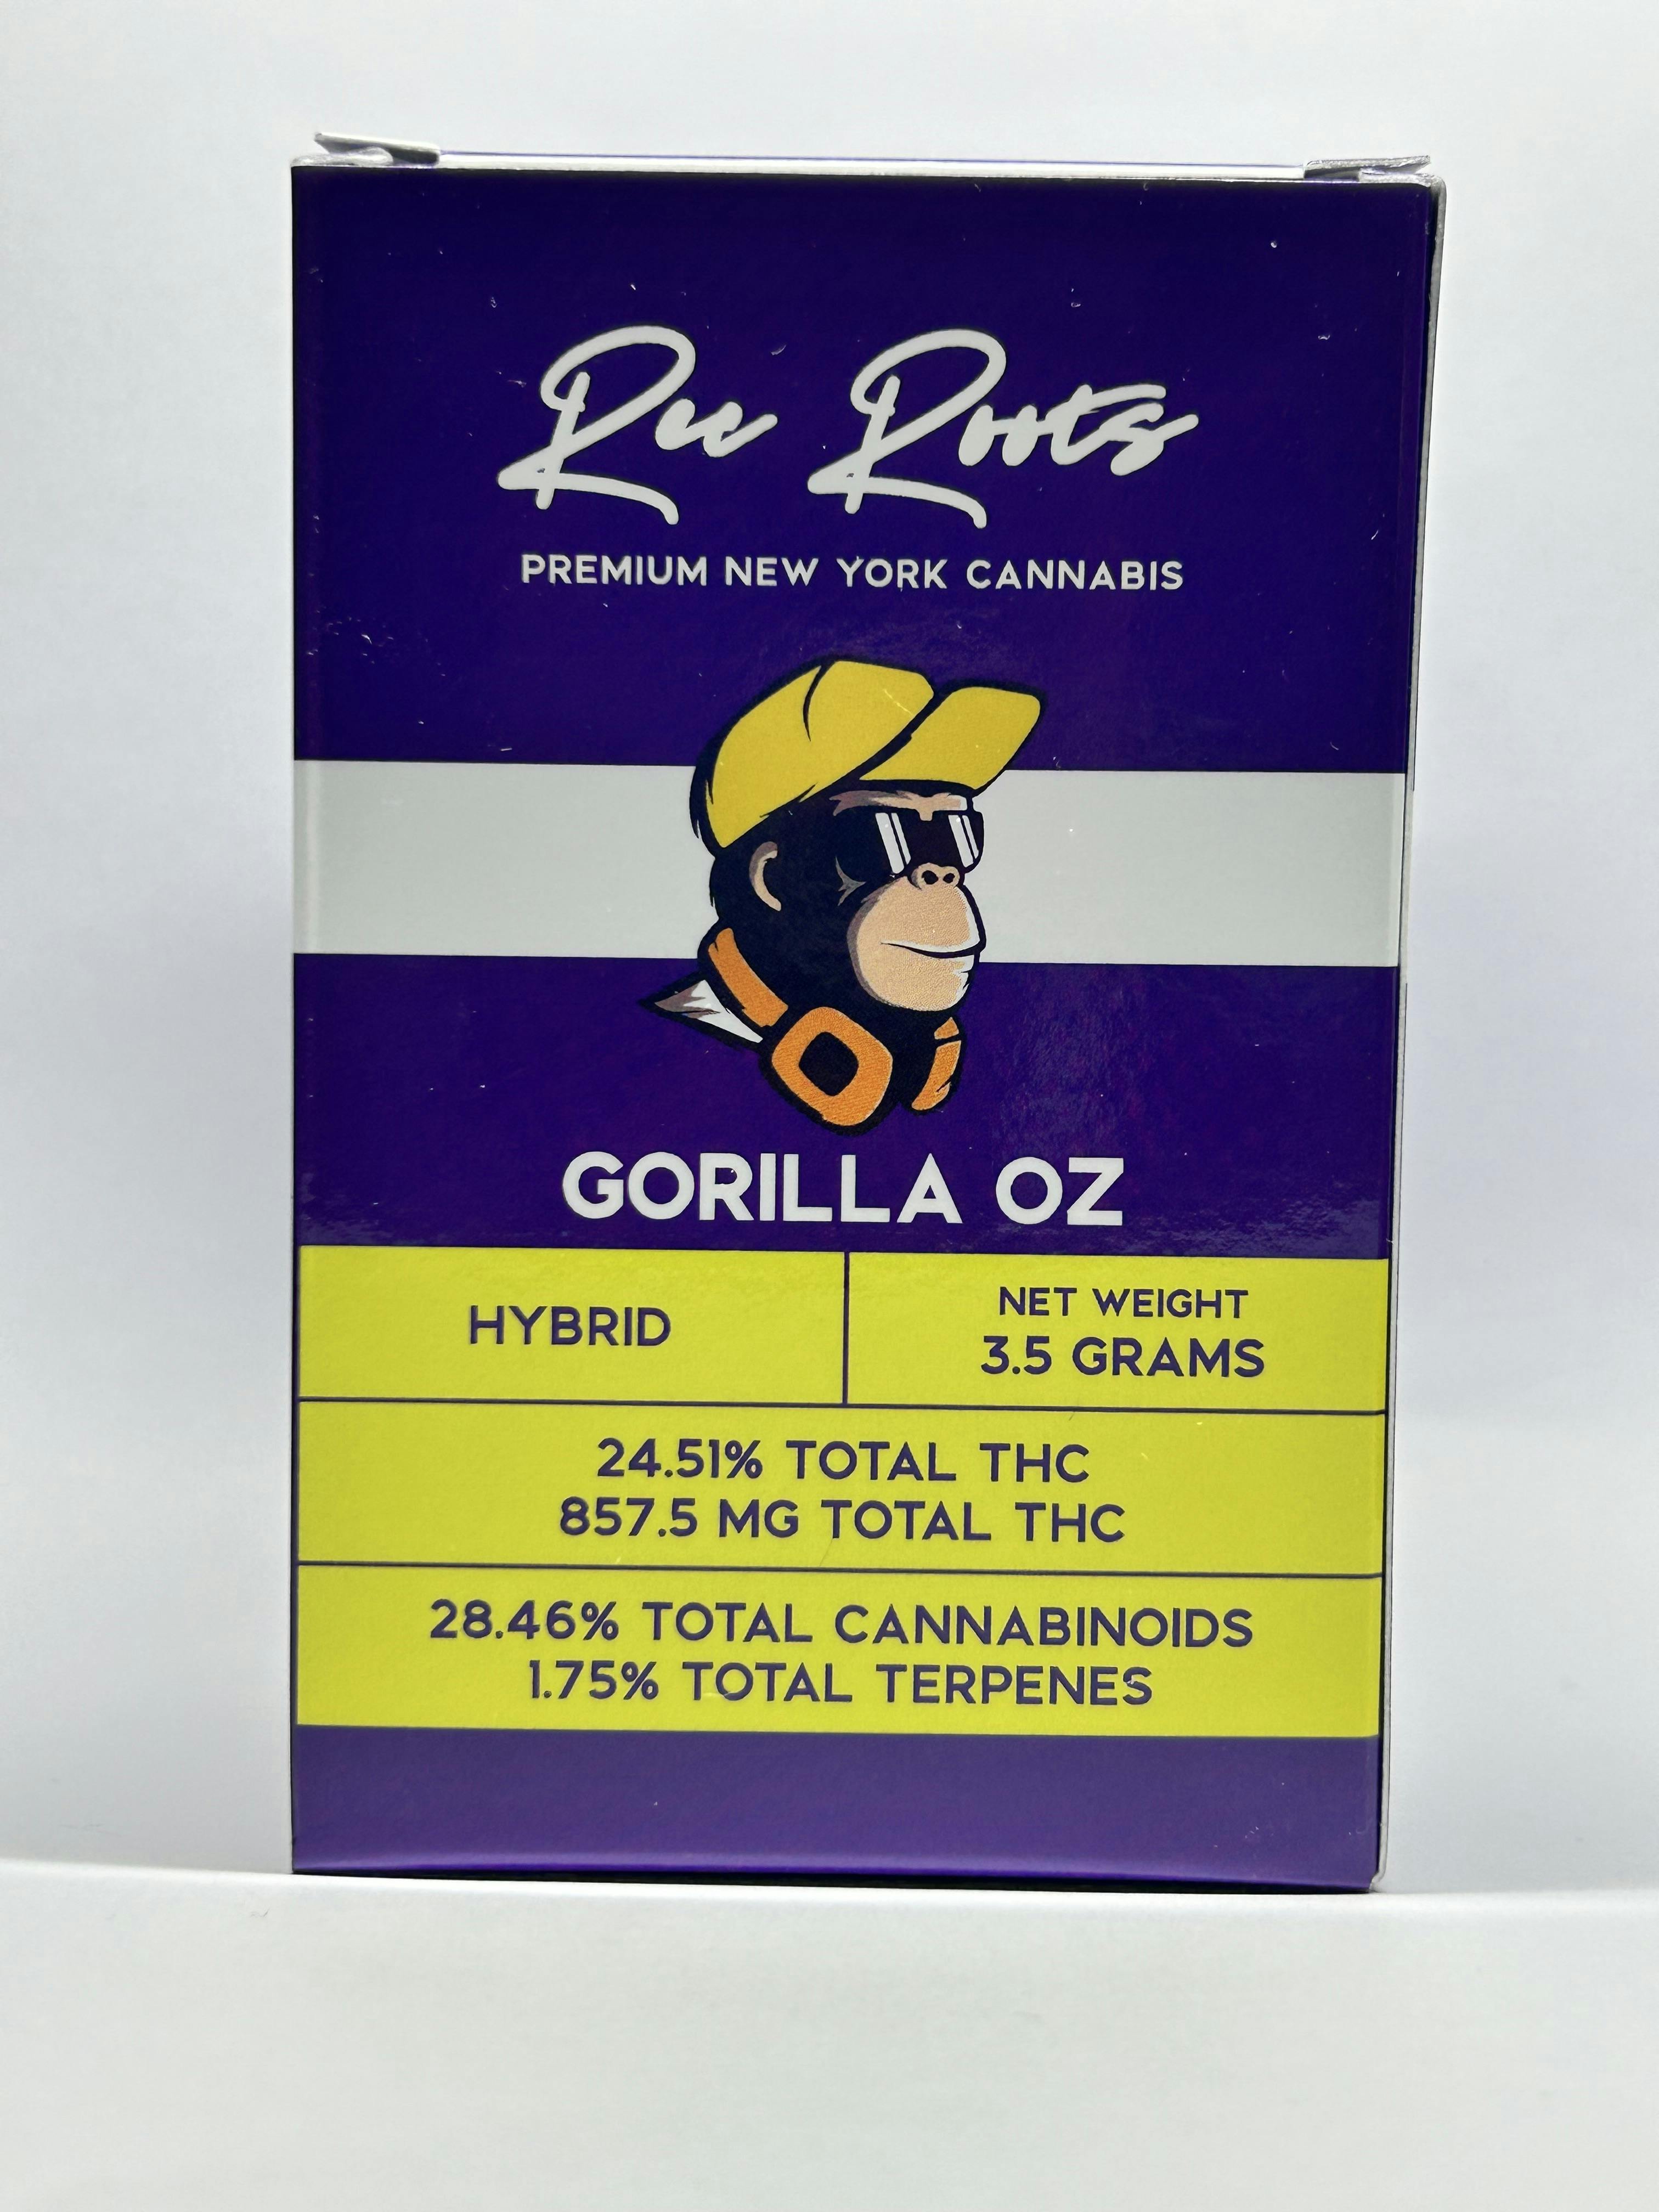 Ree Roots
PREMIUM NEW YORK CANNABIS
GORILLA OZ
HYBRID
NET WEIGHT
3.5 GRAMS
24.51% TOTAL THC
857.5 MG TOTAL THC
28.46% TOTAL CANNABINOIDS
1.75% TOTAL TERPENES